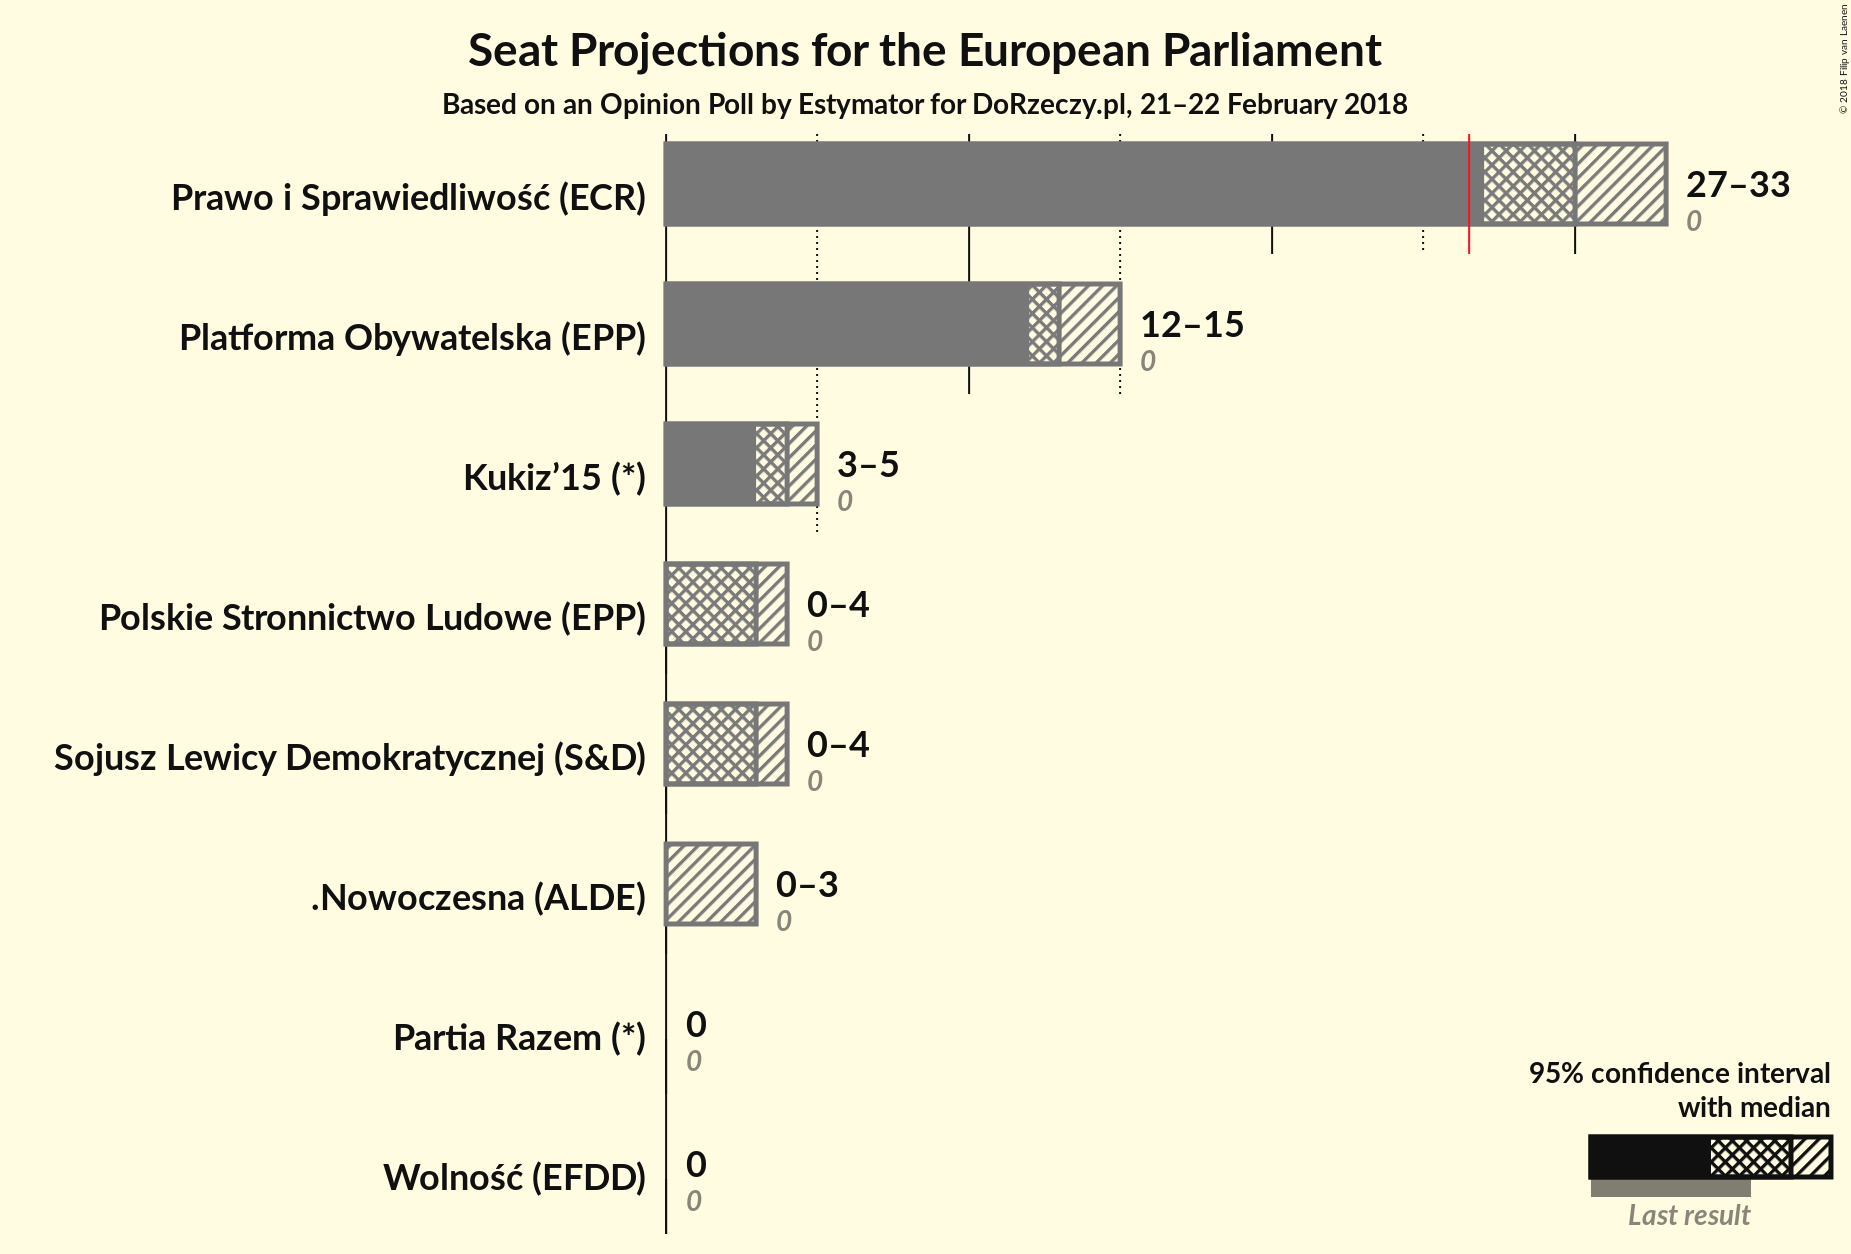 Seat Projections for the European Parliament
Based on an Opinion Poll by Estymator for DoRzeczy.pl, 21–22 February 2018
© 2018 Filip van Laenen
Prawo i Sprawiedliwość (ECR)
27–33
0
Platforma Obywatelska (EPP)
12–15
0
Kukiz’15 (*)
3–5
0
Polskie Stronnictwo Ludowe (EPP)
0–4
0
Sojusz Lewicy Demokratycznej (S&D)
0–4
0
.Nowoczesna (ALDE)
0–3
0
Partia Razem (*)
0
0
Wolność (EFDD)
0
0
95% confidence interval
with median
Last result